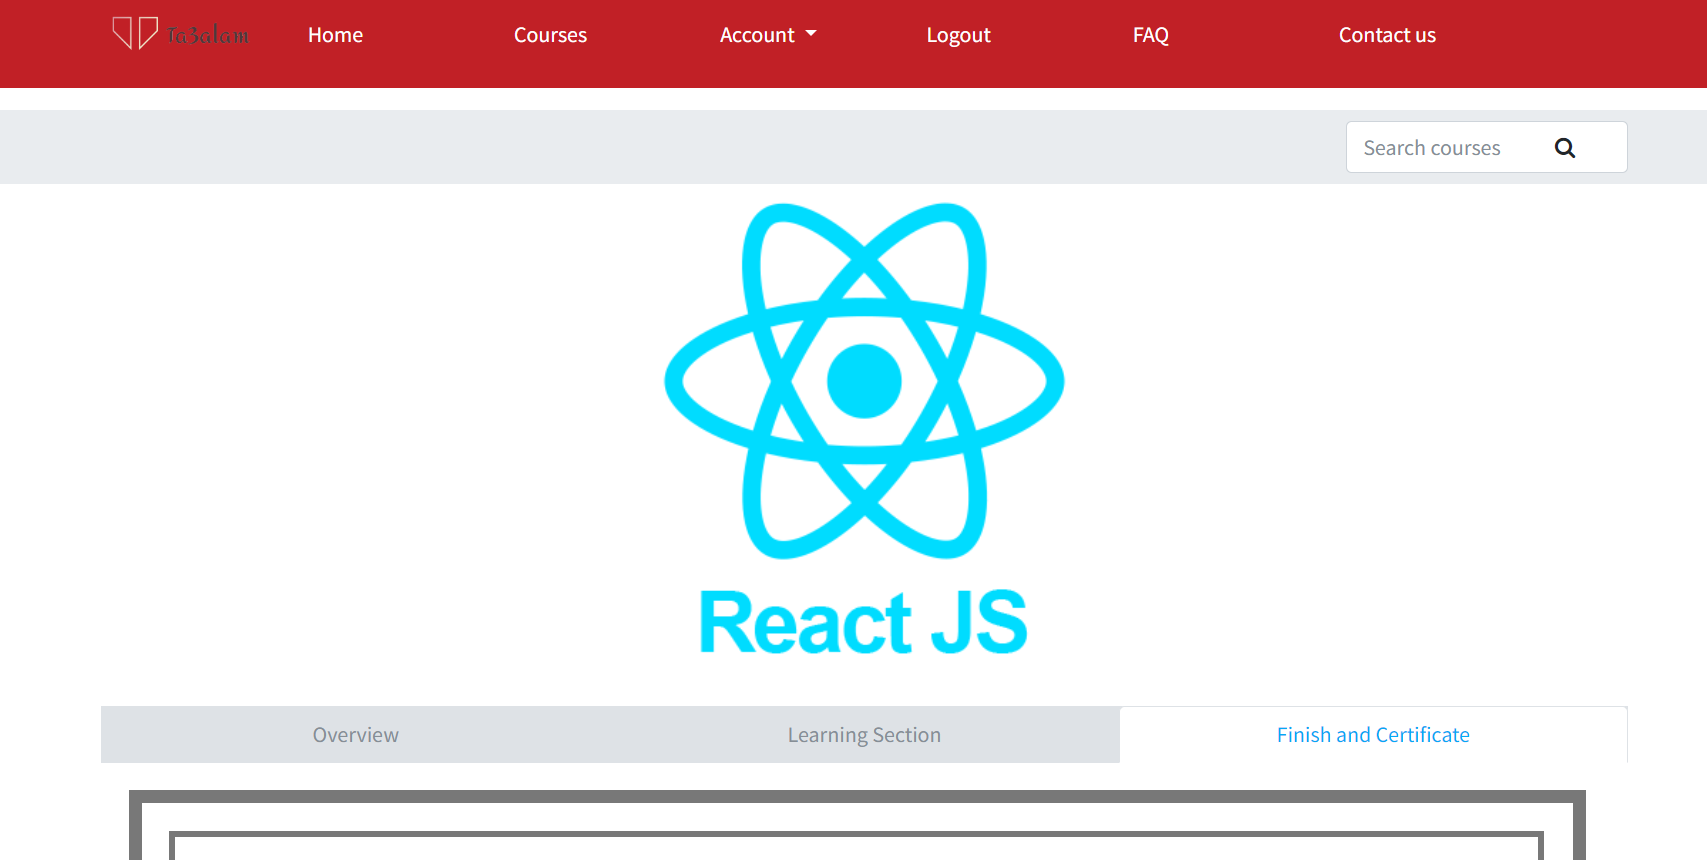 Ta3alam Home Courses Account Logout FAQ Contact us
Search courses
React JS
Overview Learning Section Finish and Certificate